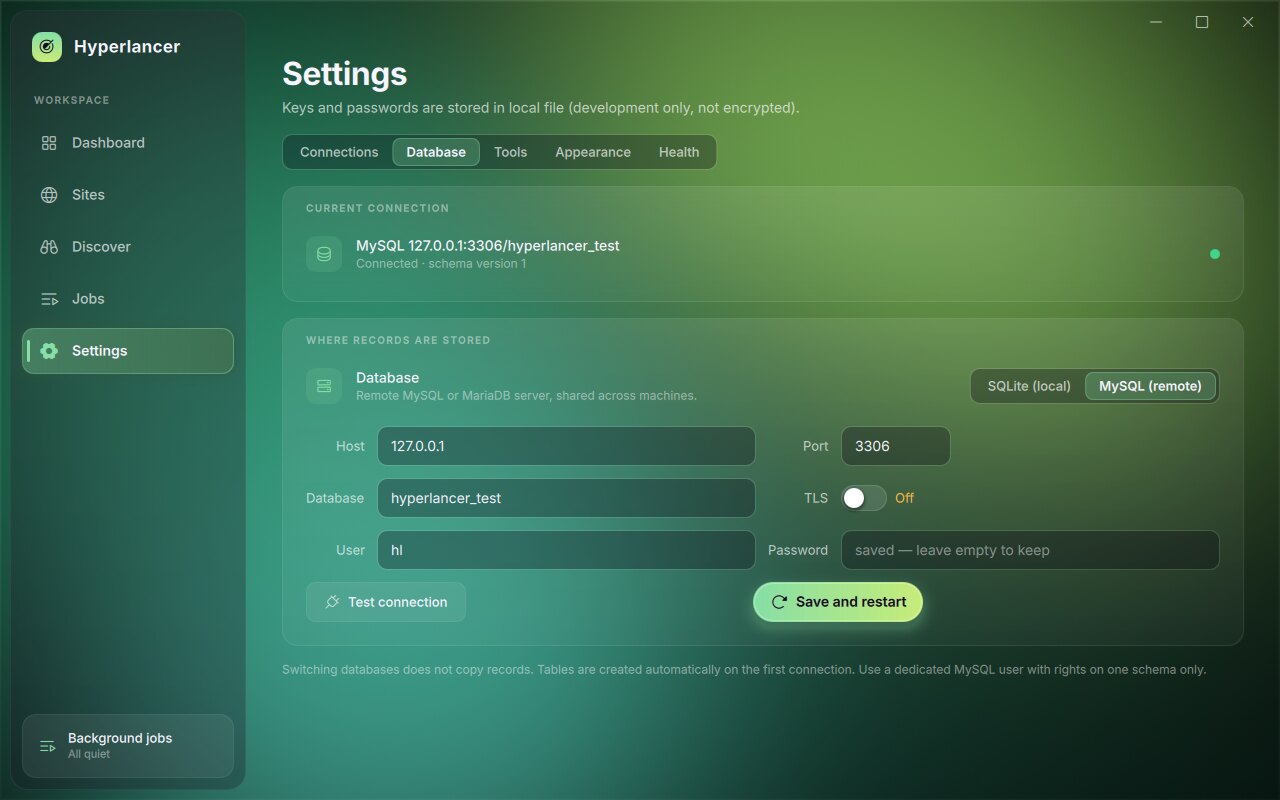 Hyperlancer
WORKSPACE
Dashboard
Sites
Discover
Jobs
Settings
Background jobs
All quiet
Settings
Keys and passwords are stored in local file (development only, not encrypted).
Connections Database Tools Appearance Health
CURRENT CONNECTION
MySQL 127.0.0.1:3306/hyperlancer_test
Connected · schema version 1
WHERE RECORDS ARE STORED
Database
Remote MySQL or MariaDB server, shared across machines.
SQLite (local) MySQL (remote)
Host 127.0.0.1 Port 3306
Database hyperlancer_test TLS Off
User hl Password saved — leave empty to keep
Test connection Save and restart
Switching databases does not copy records. Tables are created automatically on the first connection. Use a dedicated MySQL user with rights on one schema only.